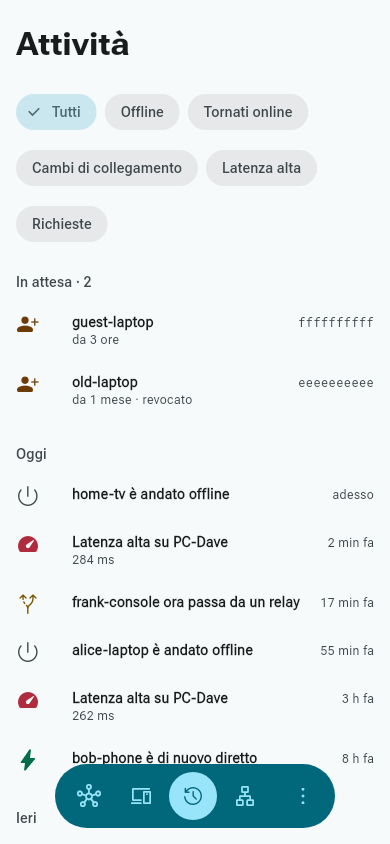 Attività
Tutti
Offline
Tornati online
Cambi di collegamento
Latenza alta
Richieste
In attesa · 2
guest-laptop
ffffffffff
da 3 ore
old-laptop
eeeeeeeeee
da 1 mese · revocato
Oggi
home-tv è andato offline
adesso
Latenza alta su PC-Dave
2 min fa
284 ms
frank-console ora passa da un relay
17 min fa
alice-laptop è andato offline
55 min fa
Latenza alta su PC-Dave
3 h fa
262 ms
bob-phone è di nuovo diretto
8 h fa
Ieri